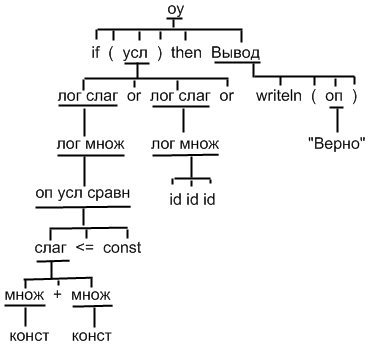 оу
if ( усл ) then Вывод
лог слаг or лог слаг or writeln ( оп )
лог множ лог множ "Верно"
оп усл сравн id id id
слаг <= const
множ + множ
конст конст